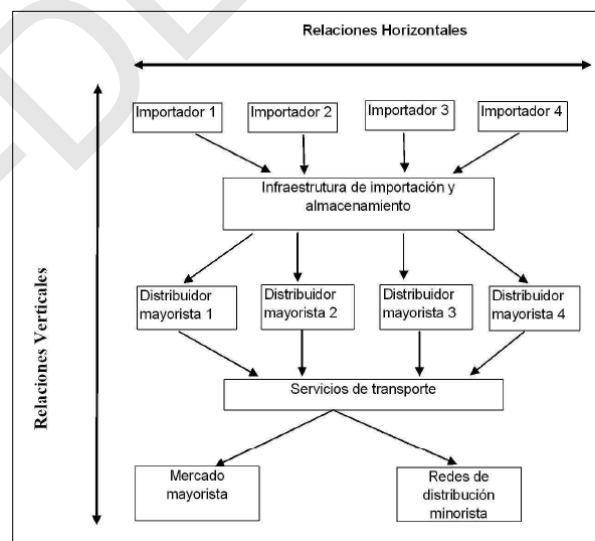 Relaciones Horizontales
Importador 1
Importador 2
Importador 3
Importador 4
Infraestrutura de importación y
almacenamiento
Distribuidor
mayorista 1
Distribuidor
mayorista 2
Distribuidor
mayorista 3
Distribuidor
mayorista 4
Servicios de transporte
Mercado
mayorista
Redes de
distribución
minorista
Relaciones Verticales